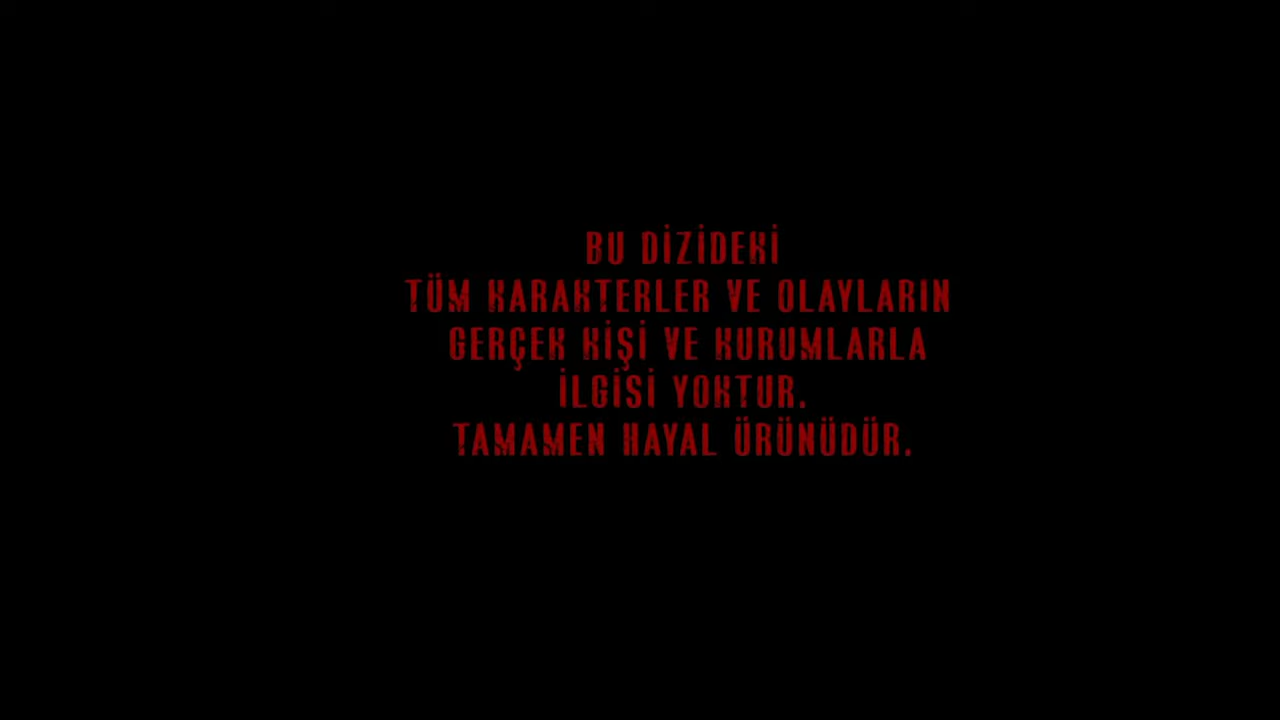 BU DİZİDEKİ
TÜM KARAKTERLER VE OLAYLARIN
GERÇEK KİŞİ VE KURUMLARLA
İLGİSİ YOKTUR.
TAMAMEN HAYAL ÜRÜNÜDÜR.